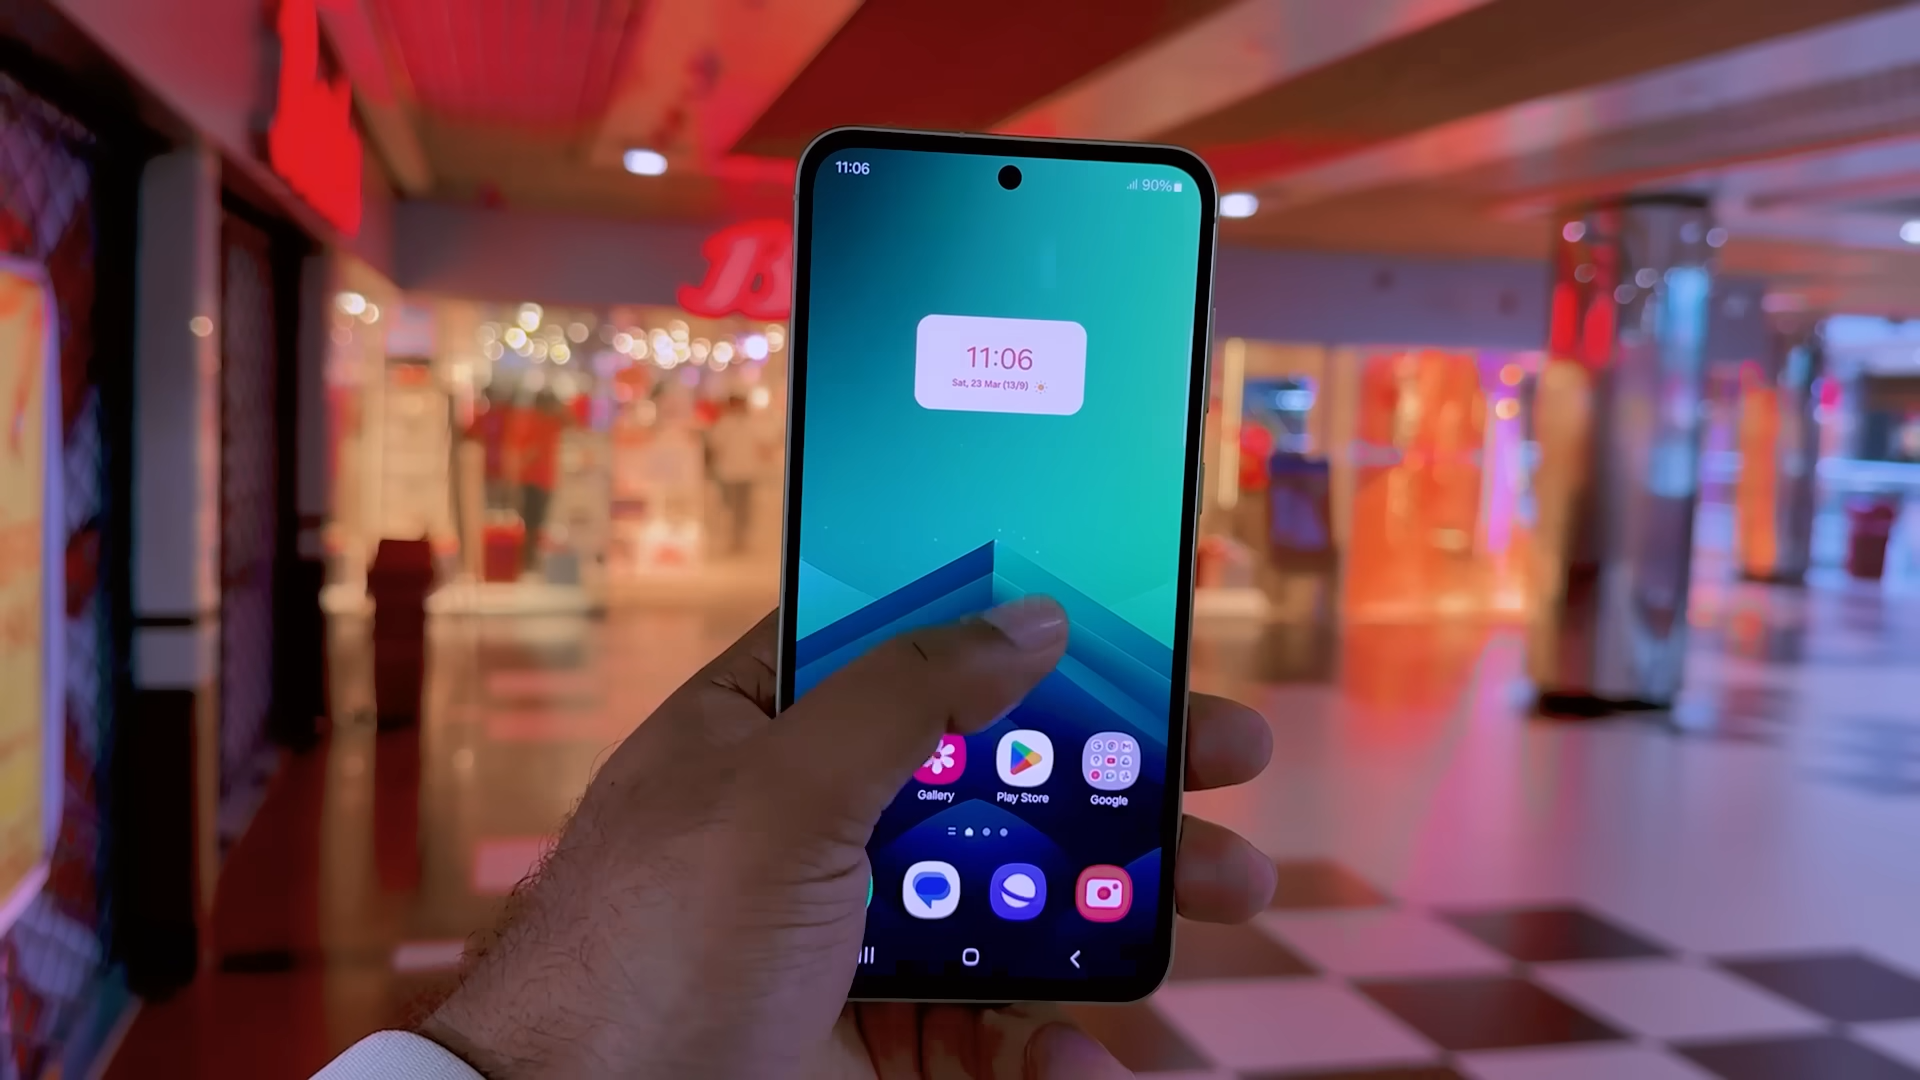 11:06
90%
11:06
Sat, 23 Mar (13/9)
Gallery
Play Store
Google